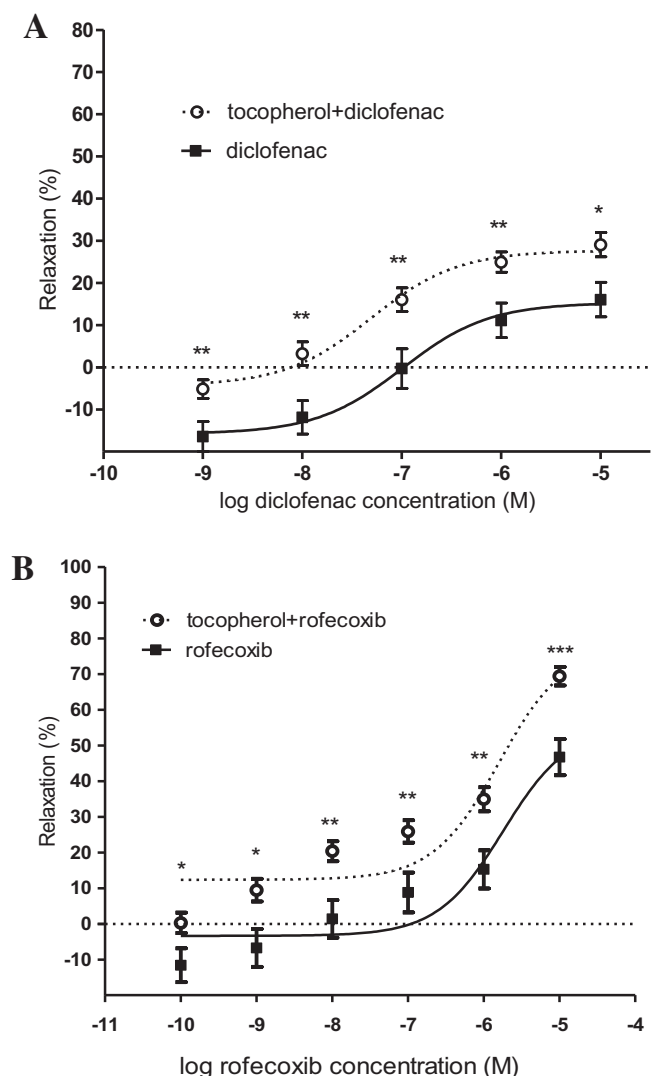 A
80
70
60
50
40
30
20
10
0
-10
Relaxation (%)
tocopherol+diclofenac
diclofenac
** ** ** ** *
-10 -9 -8 -7 -6 -5
log diclofenac concentration (M)
B
100
90
80
70
60
50
40
30
20
10
0
-10
Relaxation (%)
tocopherol+rofecoxib
rofecoxib
* * ** ** ** ***
-11 -10 -9 -8 -7 -6 -5 -4
log rofecoxib concentration (M)